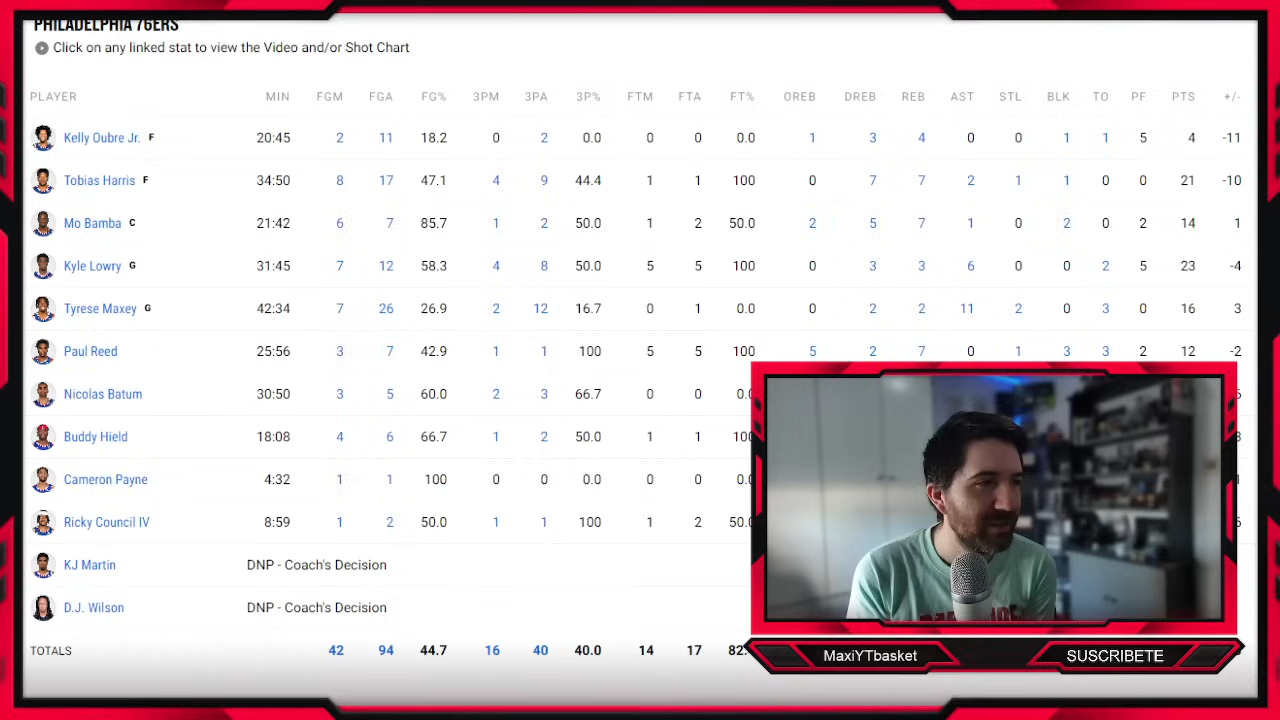 PHILADELPHIA 76ERS
Click on any linked stat to view the Video and/or Shot Chart
PLAYER MIN FGM FGA FG% 3PM 3PA 3P% FTM FTA FT% OREB DREB REB AST STL BLK TO PF PTS +/-
Kelly Oubre Jr. F 20:45 2 11 18.2 0 2 0.0 0 0 0.0 1 3 4 0 0 1 1 5 4 -11
Tobias Harris F 34:50 8 17 47.1 4 9 44.4 1 1 100 0 7 7 2 1 1 0 0 21 -10
Mo Bamba C 21:42 6 7 85.7 1 2 50.0 1 2 50.0 2 5 7 1 0 2 0 2 14 1
Kyle Lowry G 31:45 7 12 58.3 4 8 50.0 5 5 100 0 3 3 6 0 0 2 5 23 -4
Tyrese Maxey G 42:34 7 26 26.9 2 12 16.7 0 1 0.0 0 2 2 11 2 0 3 0 16 3
Paul Reed 25:56 3 7 42.9 1 1 100 5 5 100 5 2 7 0 1 3 3 2 12 -2
Nicolas Batum 30:50 3 5 60.0 2 3 66.7 0 0 0.0
Buddy Hield 18:08 4 6 66.7 1 2 50.0 1 1 100
Cameron Payne 4:32 1 1 100 0 0 0.0 0 0
Ricky Council IV 8:59 1 2 50.0 1 1 100 1 2 50.0
KJ Martin DNP - Coach's Decision
D.J. Wilson DNP - Coach's Decision
TOTALS 42 94 44.7 16 40 40.0 14 17 82.
MaxiYTbasket SUSCRIBETE